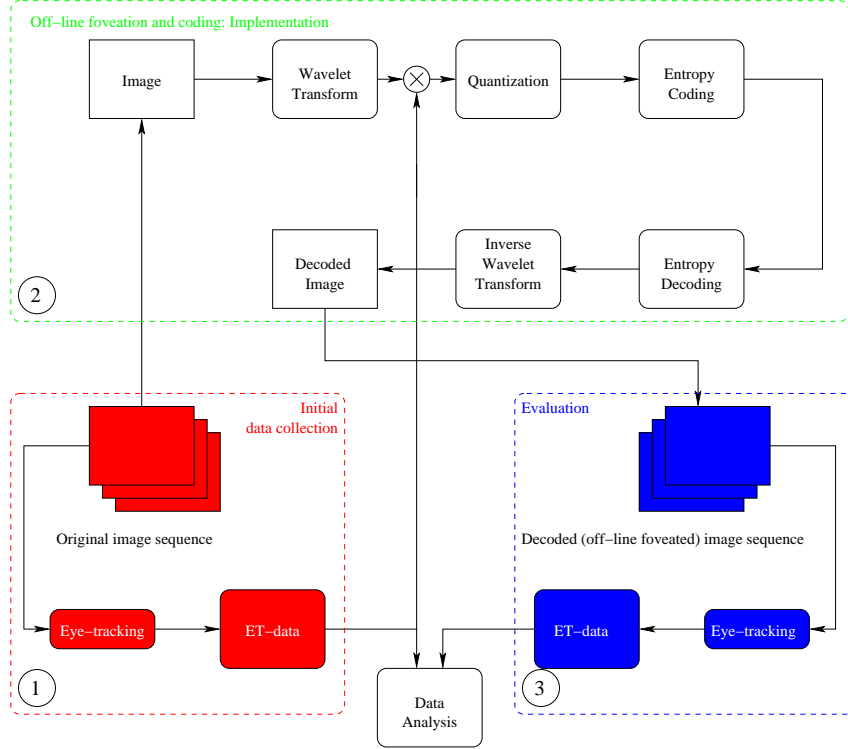 Off−line foveation and coding: Implementation
Image
Wavelet
Transform
Quantization
Entropy
Coding
Decoded
Image
Inverse
Wavelet
Transform
Entropy
Decoding
2
Initial
data collection
Original image sequence
Eye−tracking
ET−data
1
Evaluation
Decoded (off−line foveated) image sequence
ET−data
Eye−tracking
3
Data
Analysis